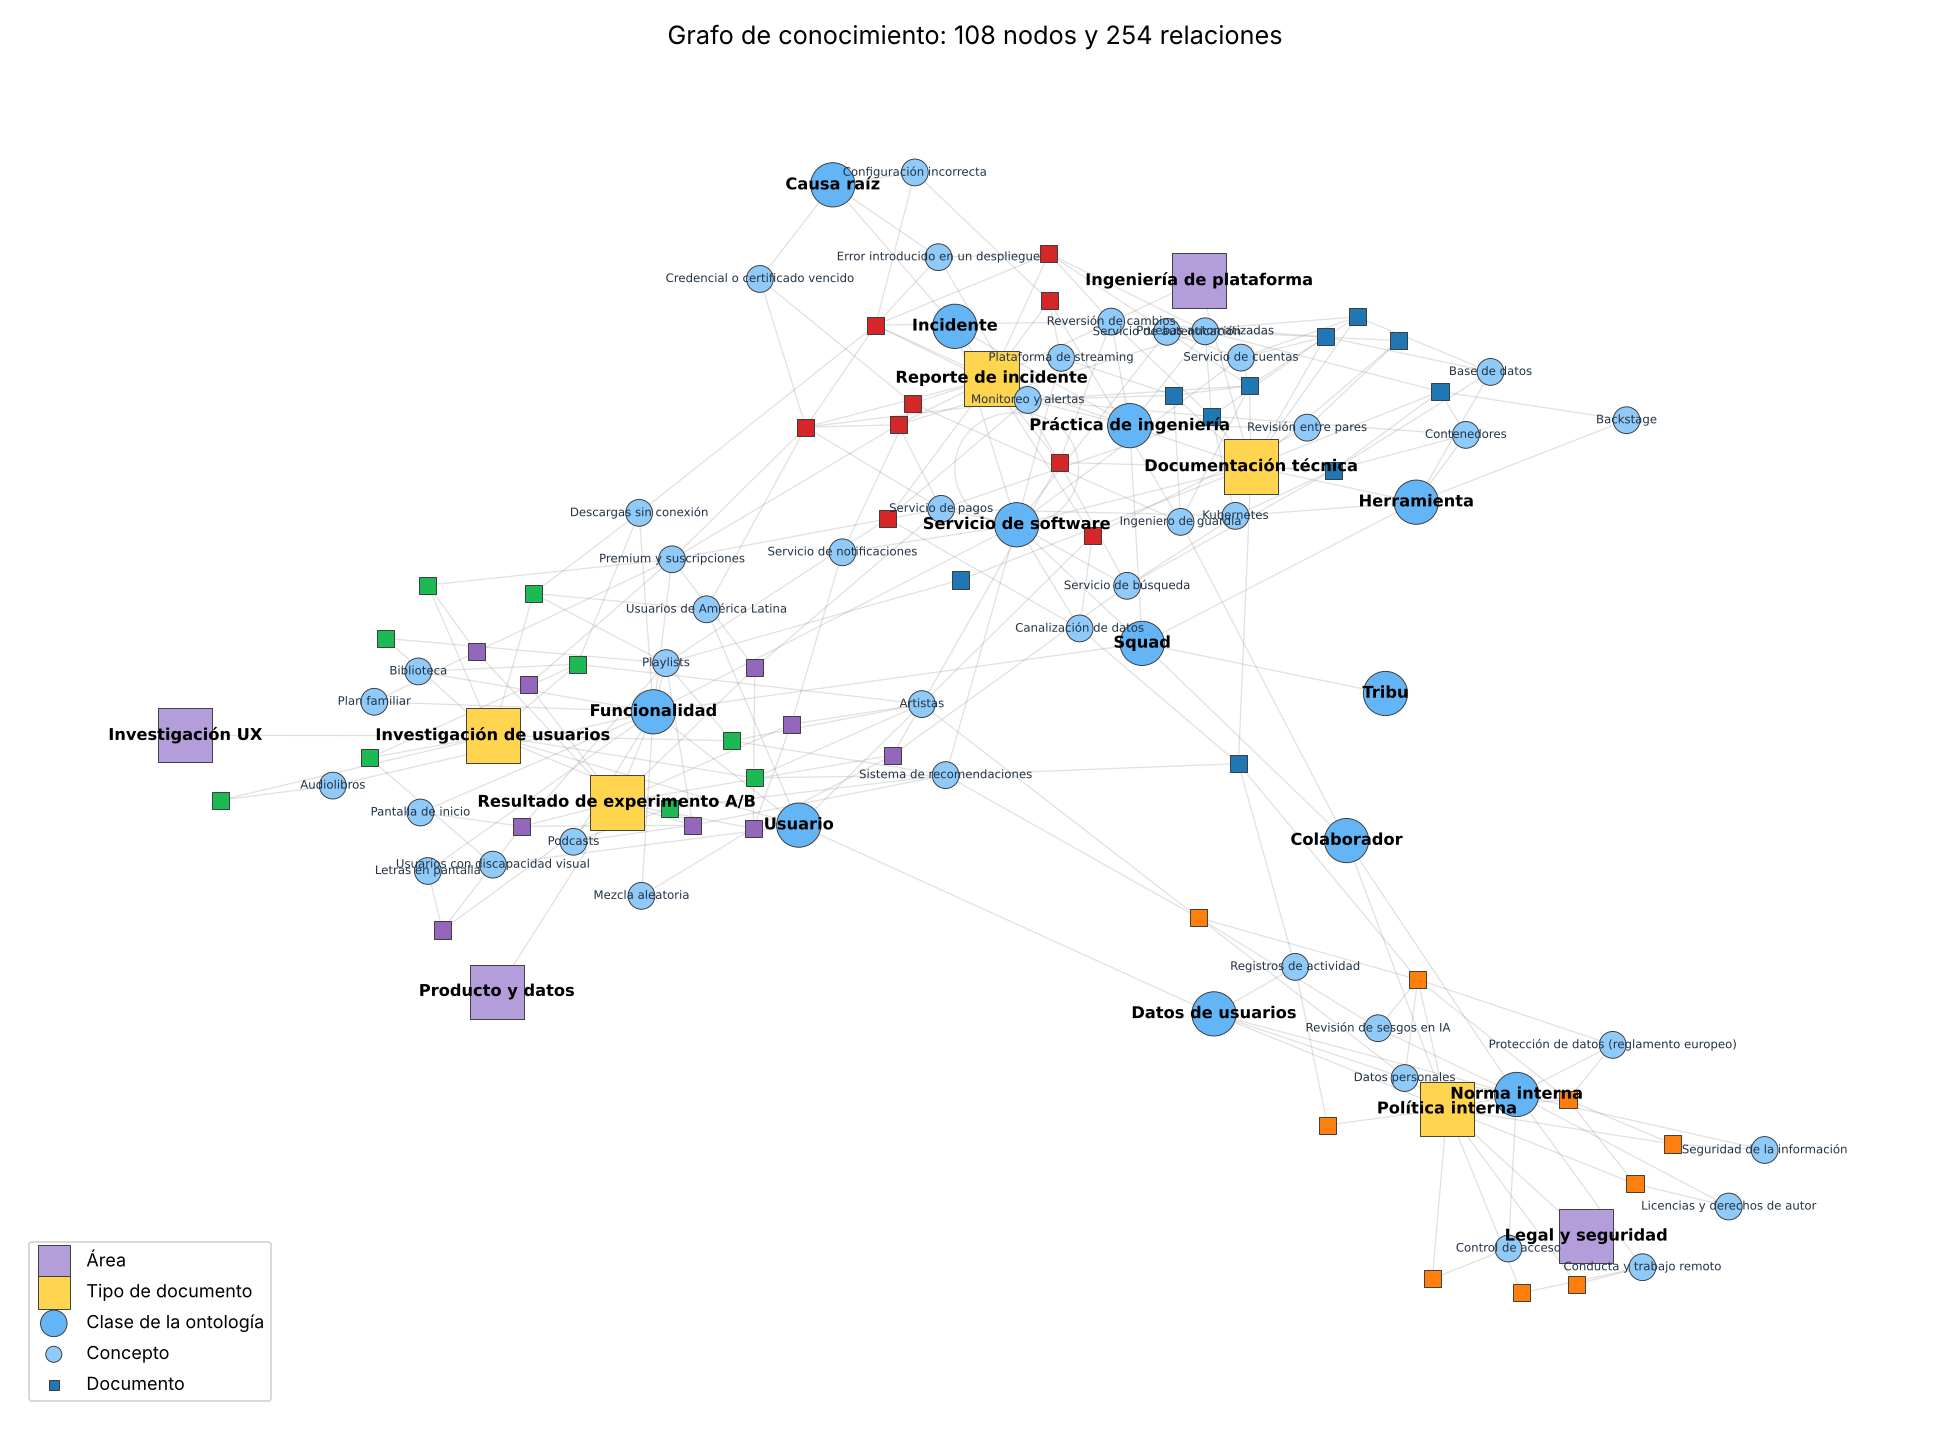 Grafo de conocimiento: 108 nodos y 254 relaciones
Configuración incorrecta
Causa raíz
Error introducido en un despliegue
Credencial o certificado vencido
Ingeniería de plataforma
Incidente
Reversión de cambios
Servicio de autenticación
Pruebas automatizadas
Plataforma de streaming
Servicio de cuentas
Base de datos
Reporte de incidente
Monitoreo y alertas
Práctica de ingeniería
Revisión entre pares
Contenedores
Backstage
Documentación técnica
Herramienta
Descargas sin conexión
Servicio de pagos
Servicio de software
Ingeniero de guardia
Kubernetes
Premium y suscripciones
Servicio de notificaciones
Servicio de búsqueda
Usuarios de América Latina
Canalización de datos
Squad
Playlists
Biblioteca
Tribu
Plan familiar
Artistas
Funcionalidad
Investigación UX
Investigación de usuarios
Sistema de recomendaciones
Audiolibros
Resultado de experimento A/B
Pantalla de inicio
Usuario
Podcasts
Colaborador
Usuarios con discapacidad visual
Letras en pantalla
Mezcla aleatoria
Registros de actividad
Producto y datos
Datos de usuarios
Revisión de sesgos en IA
Protección de datos (reglamento europeo)
Datos personales
Norma interna
Política interna
Seguridad de la información
Licencias y derechos de autor
Legal y seguridad
Control de acceso
Conducta y trabajo remoto
Área
Tipo de documento
Clase de la ontología
Concepto
Documento